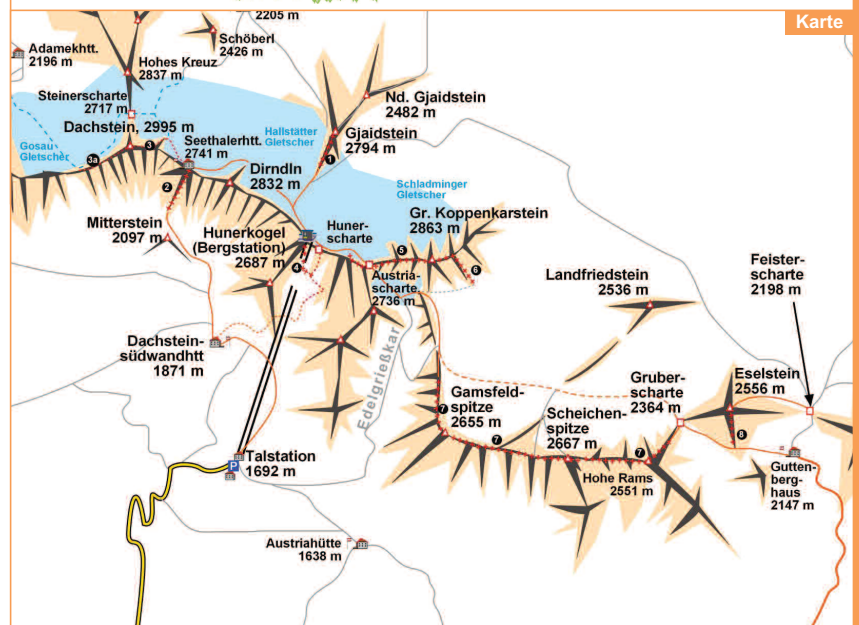 2205 m
Karte
Schöberl
2426 m
Adamekhtt.
2196 m
Hohes Kreuz
2837 m
Steinerscharte
2717 m
Nd. Gjaidstein
2482 m
Dachstein, 2995 m
Hallstätter
Gletscher
Gjaidstein
2794 m
Gosau
Gletscher
Seethalerhtt.
2741 m
3a
3
1
Dirndln
2832 m
Schladminger
Gletscher
2
Mitterstein
2097 m
Hunerkogel
(Bergstation)
2687 m
Huner-
scharte
Gr. Koppenkarstein
2863 m
4
5
6
Austria-
scharte
2736 m
Landfriedstein
2536 m
Feister-
scharte
2198 m
Dachstein-
südwandhtt
1871 m
Edelgrießkar
Gamsfeld-
spitze
2655 m
7
7
Scheichen-
spitze
2667 m
Gruber-
scharte
2364 m
Eselstein
2556 m
7
8
Hohe Rams
2551 m
Gutten-
berg-
haus
2147 m
P
Talstation
1692 m
Austriahütte
1638 m